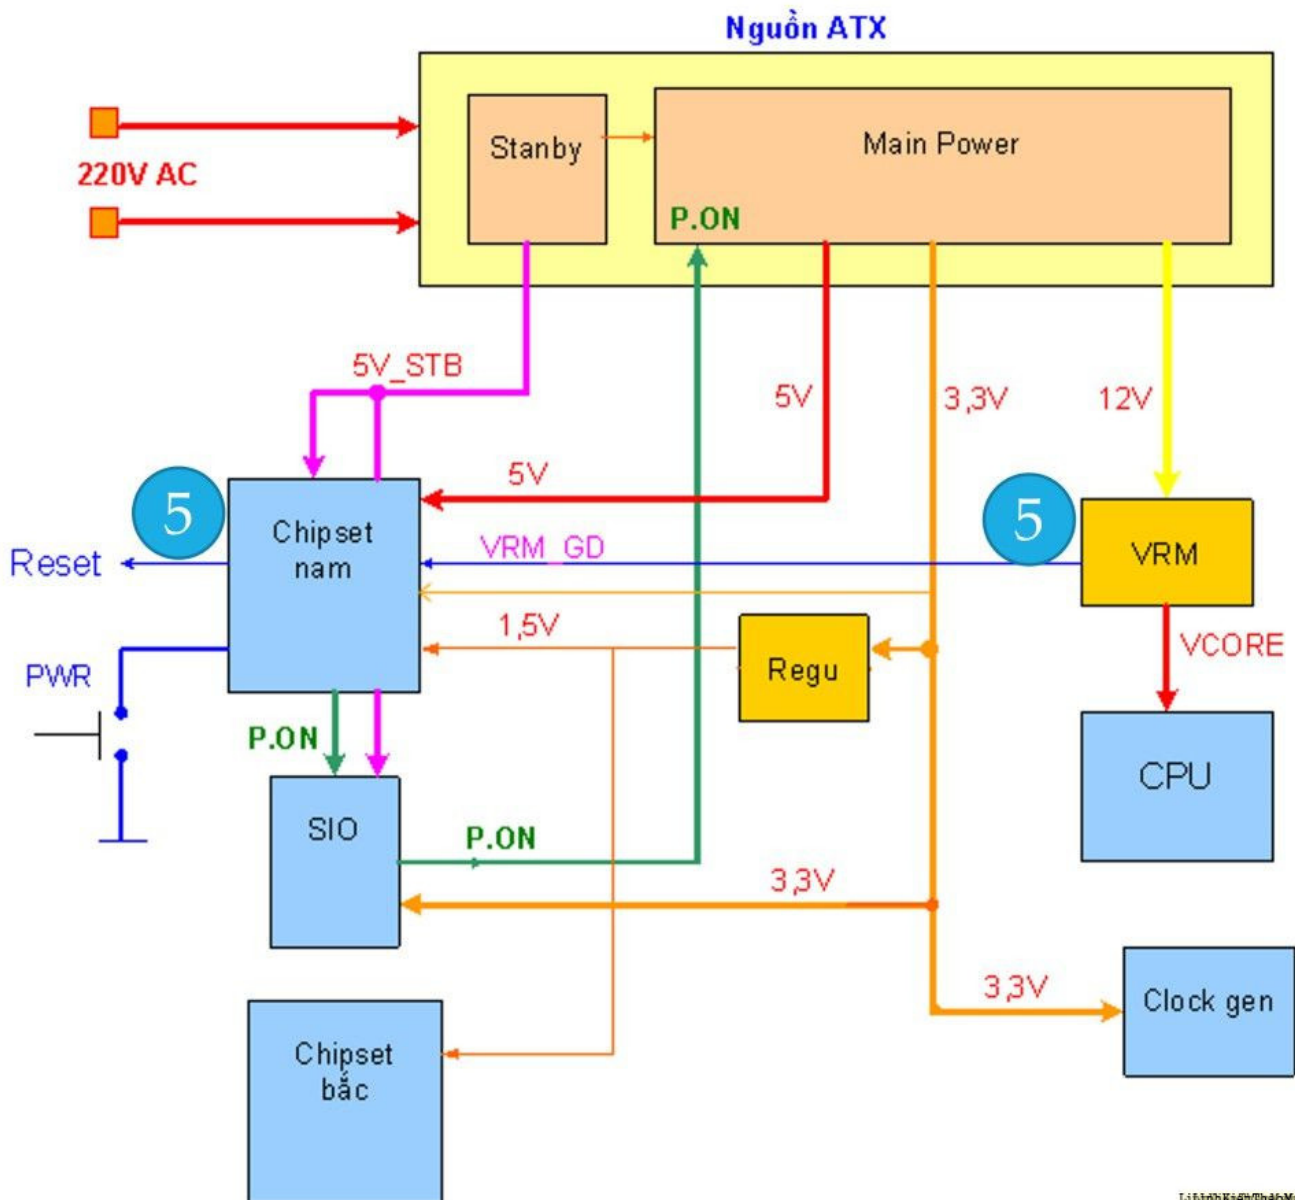 Nguồn ATX
Stanby
Main Power
220V AC
P.ON
5V_STB
5V
3,3V
12V
5
5V
5
Chipset
nam
VRM_GD
VRM
Reset
1,5V
Regu
VCORE
PWR
P.ON
CPU
SIO
P.ON
3,3V
3,3V
Clock gen
Chipset
bắc